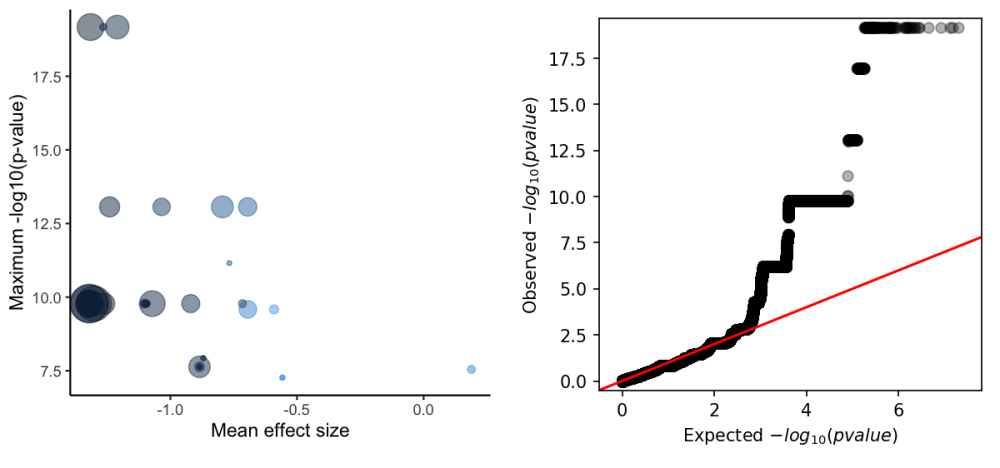 Maximum -log10(p-value)
17.5
15.0
12.5
10.0
7.5
-1.0 -0.5 0.0
Mean effect size
Observed −log₁₀(pvalue)
17.5
15.0
12.5
10.0
7.5
5.0
2.5
0.0
0 2 4 6
Expected −log₁₀(pvalue)